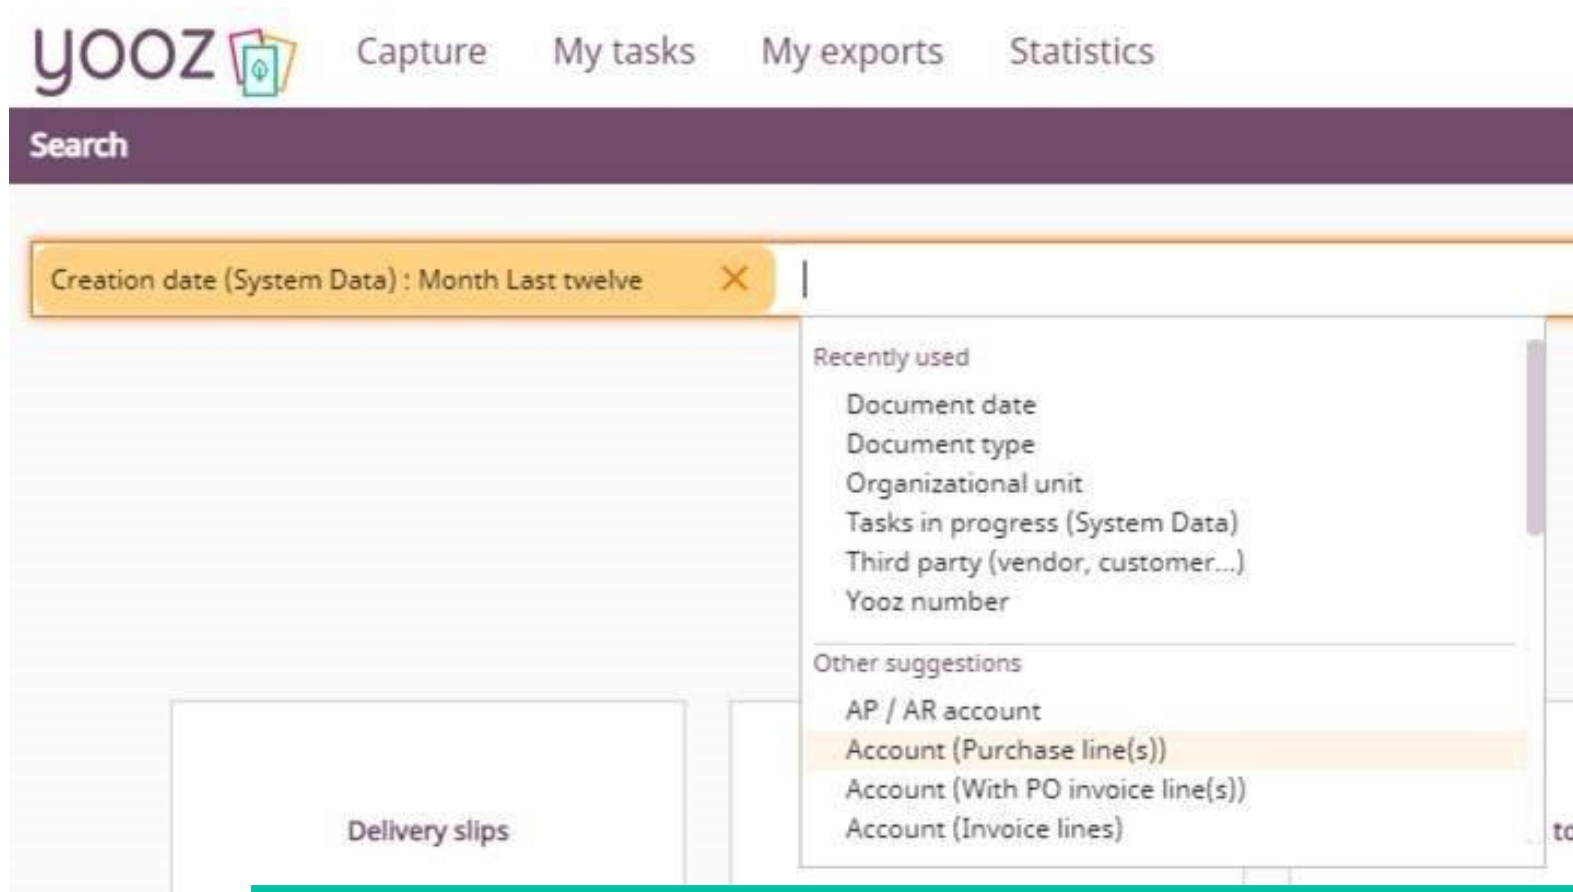 yooz Capture My tasks My exports Statistics
Search
Creation date (System Data) : Month Last twelve
Recently used
Document date
Document type
Organizational unit
Tasks in progress (System Data)
Third party (vendor, customer...)
Yooz number
Other suggestions
AP / AR account
Account (Purchase line(s))
Account (With PO invoice line(s))
Account (Invoice lines)
Delivery slips